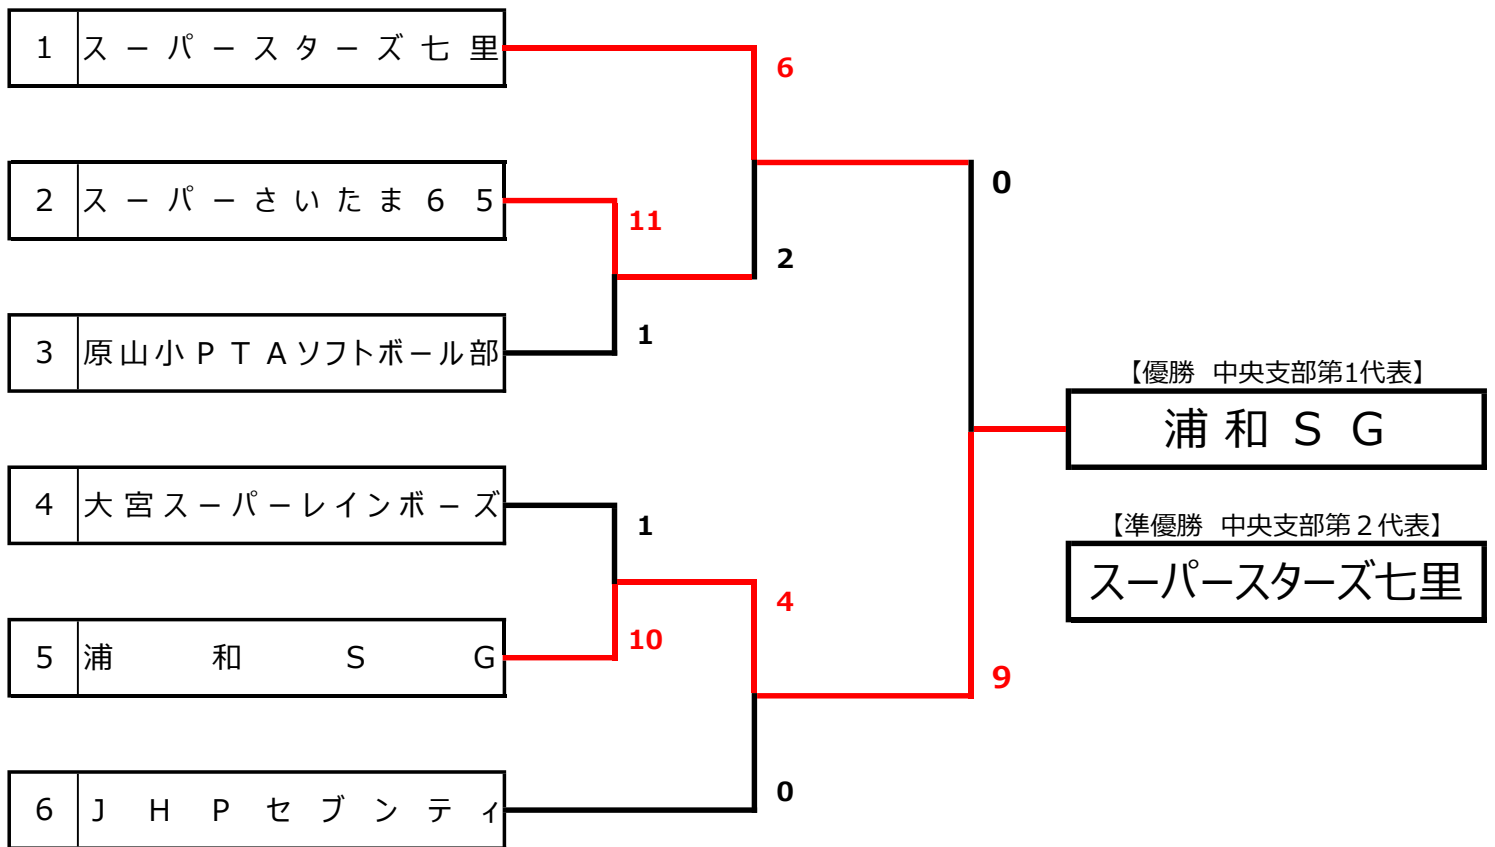 1 スーパースターズ七里
6
2 スーパーさいたま６５
11
0
2
3 原山小ＰＴＡソフトボール部
1
【優勝 中央支部第1代表】
浦和ＳＧ
4 大宮スーパーレインボーズ
1
【準優勝 中央支部第２代表】
スーパースターズ七里
4
5 浦和ＳＧ
10
9
6 ＪＨＰセブンティ
0